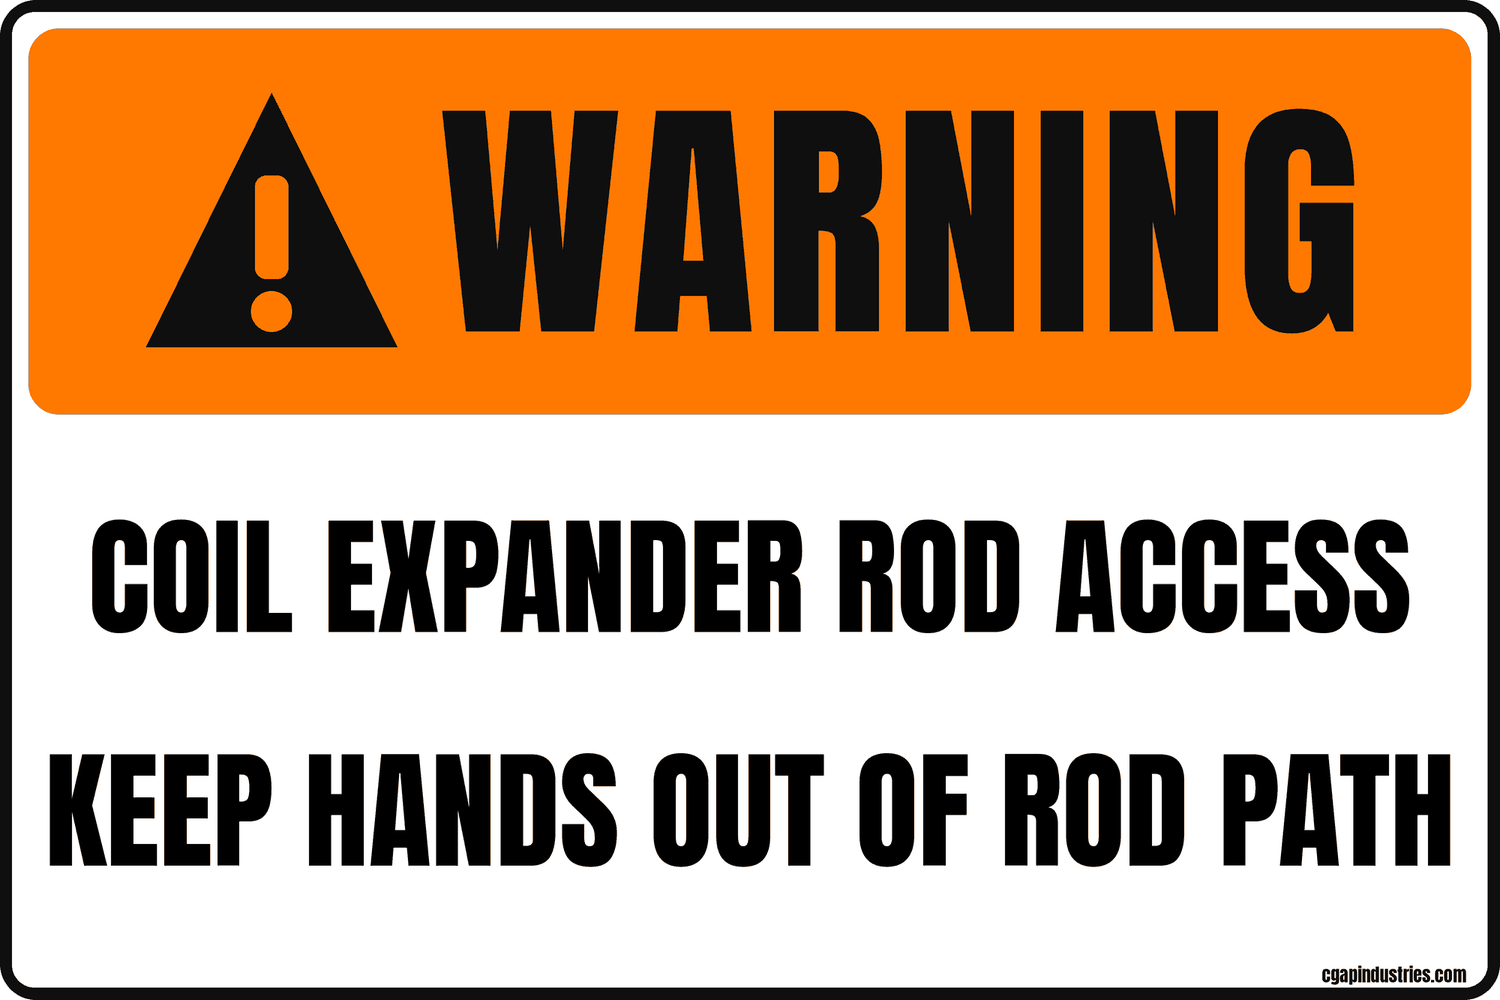 WARNING
COIL EXPANDER ROD ACCESS
KEEP HANDS OUT OF ROD PATH
cgapindustries.com